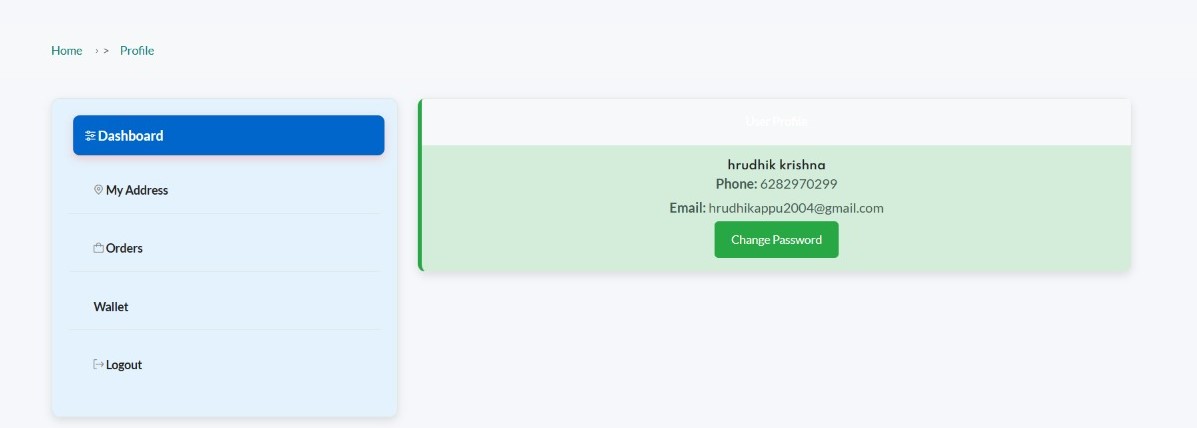 Home › > Profile
Dashboard
My Address
Orders
Wallet
Logout
User Profile
hrudhik krishna
Phone: 6282970299
Email: hrudhikappu2004@gmail.com
Change Password